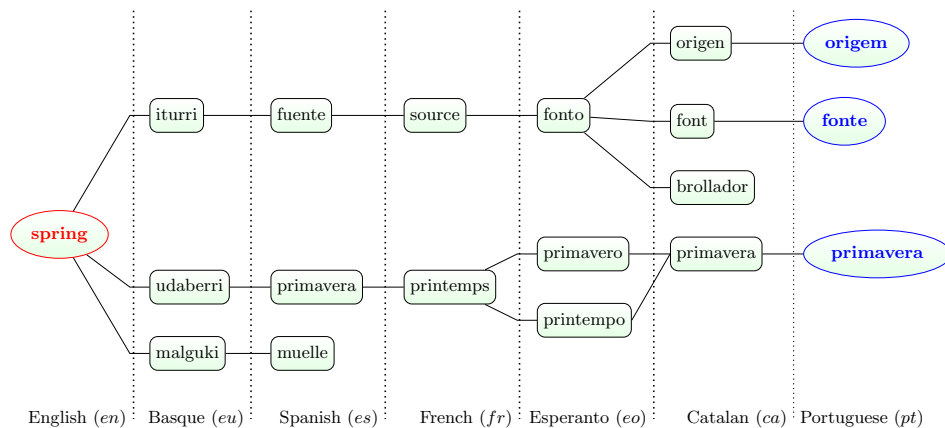 origen
origem
iturri
fuente
source
fonto
font
fonte
brollador
spring
primavero
primavera
primavera
udaberri
primavera
printemps
printempo
malguki
muelle
English (en)
Basque (eu)
Spanish (es)
French (fr)
Esperanto (eo)
Catalan (ca)
Portuguese (pt)